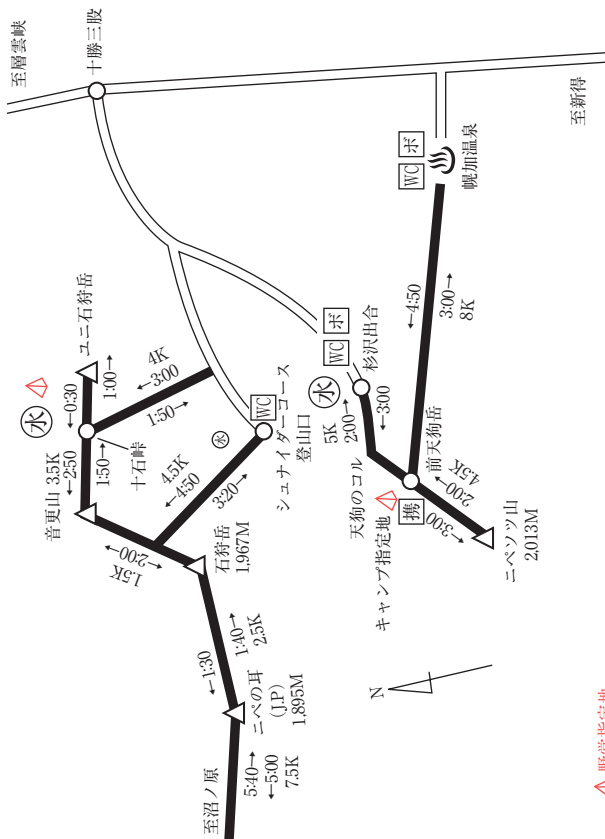 至層雲峡
十勝三股
ユニ石狩岳
←0:30
1:00→
水
4K
←3:00
1:50→
十石峠
音更山
3.5K
←2:50
1:50→
水
4.5K
←4:50
3:20→
WC
シュナイダーコース
登山口
←2:00→
1.5K
石狩岳
1,967M
←1:30
1:40→
2.5K
ニペの耳
(J.P)
1,895M
至沼ノ原
5:40→
←5:00
7.5K
WC
ボ
杉沢出合
水
5K
2:00→
←3:00
天狗のコル
キャンプ指定地
携
前天狗岳
←3:00
2:00→
4.5K
ニペソツ山
2,013M
←4:50
3:00→
8K
WC
ボ
幌加温泉
至新得
N